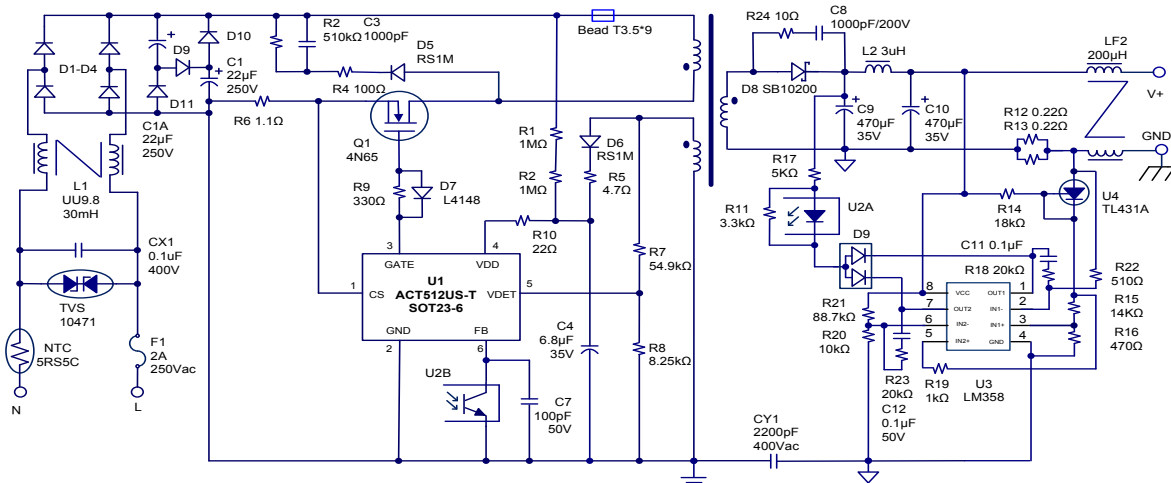 R2
510kΩ
C3
1000pF
D10
D9
D1-D4
C1
22µF
250V
D11
C1A
22µF
250V
R4 100Ω
D5
RS1M
R6 1.1Ω
Q1
4N65
Bead T3.5*9
R24 10Ω
C8
1000pF/200V
L2 3uH
D8 SB10200
LF2
200µH
V+
C9
470µF
35V
C10
470µF
35V
R12 0.22Ω
R13 0.22Ω
GND
L1
UU9.8
30mH
CX1
0.1uF
400V
TVS
10471
NTC
5RS5C
F1
2A
250Vac
N
L
R9
330Ω
D7
L4148
R1
1MΩ
R2
1MΩ
D6
RS1M
R5
4.7Ω
R10
22Ω
3
GATE
4
VDD
U1
ACT512US-T
SOT23-6
1
CS
VDET
5
GND
2
FB
6
R7
54.9kΩ
R8
8.25kΩ
C4
6.8µF
35V
U2B
C7
100pF
50V
CY1
2200pF
400Vac
R17
5KΩ
R11
3.3kΩ
U2A
D9
R14
18kΩ
U4
TL431A
C11 0.1µF
R18 20kΩ
R22
510Ω
R21
88.7kΩ
R20
10kΩ
8
VCC
OUT1
1
7
OUT2
IN1-
2
6
IN2-
IN1+
3
5
IN2+
GND
4
R15
14KΩ
R16
470Ω
R23
20kΩ
C12
0.1µF
50V
R19
1kΩ
U3
LM358